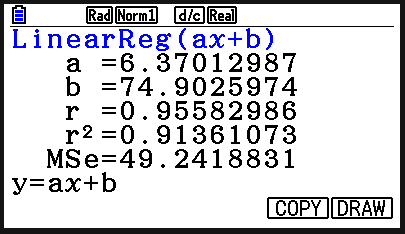 Rad Norm1 d/c Real
LinearReg(ax+b)
a =6.37012987
b =74.9025974
r =0.95582986
r²=0.91361073
MSe=49.2418831
y=ax+b
COPY DRAW